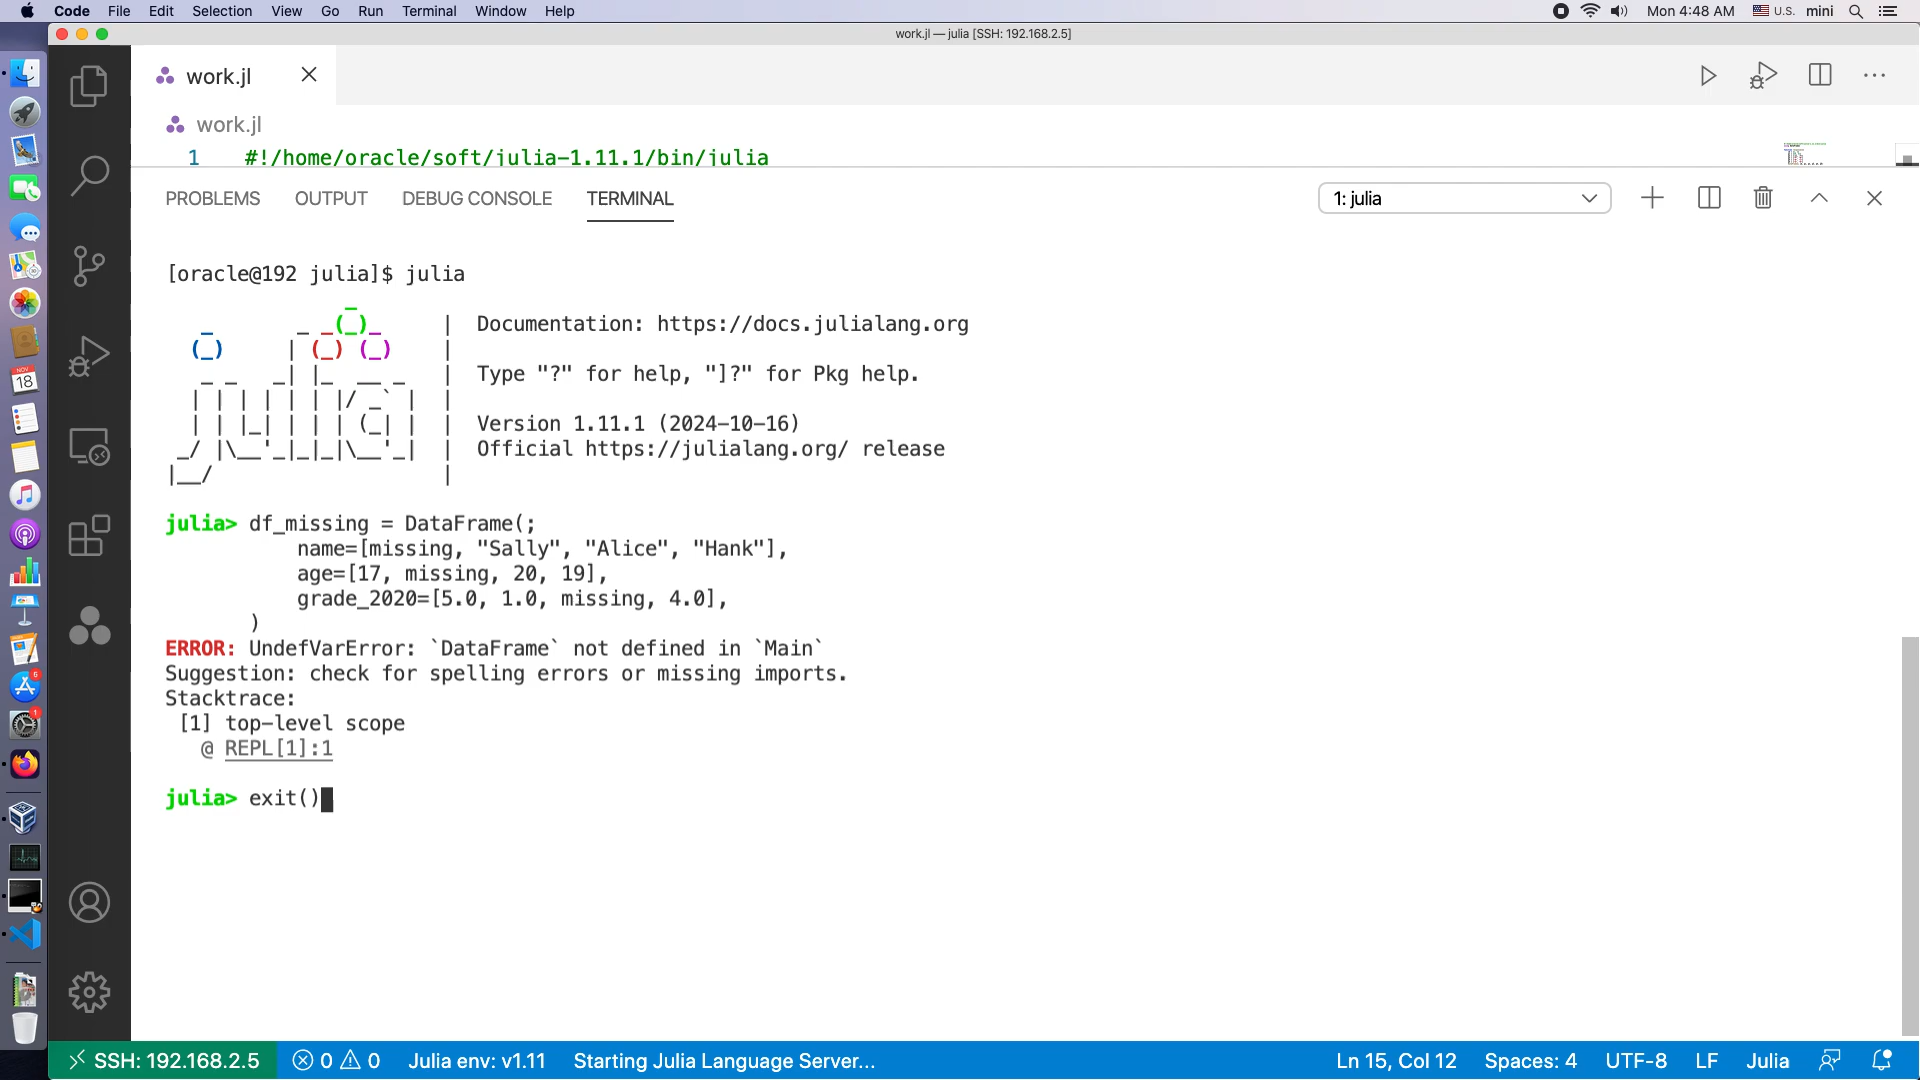 Code File Edit Selection View Go Run Terminal Window Help Mon 4:48 AM U.S. mini
work.jl — julia [SSH: 192.168.2.5]
work.jl
work.jl
1 #!/home/oracle/soft/julia-1.11.1/bin/julia
PROBLEMS OUTPUT DEBUG CONSOLE TERMINAL 1: julia
[oracle@192 julia]$ julia
Documentation: https://docs.julialang.org
Type "?" for help, "]?" for Pkg help.
Version 1.11.1 (2024-10-16)
Official https://julialang.org/ release
julia> df_missing = DataFrame(;
name=[missing, "Sally", "Alice", "Hank"],
age=[17, missing, 20, 19],
grade_2020=[5.0, 1.0, missing, 4.0],
)
ERROR: UndefVarError: `DataFrame` not defined in `Main`
Suggestion: check for spelling errors or missing imports.
Stacktrace:
[1] top-level scope
@ REPL[1]:1
julia> exit()
NOV
18
6
1
SSH: 192.168.2.5 0 0 Julia env: v1.11 Starting Julia Language Server... Ln 15, Col 12 Spaces: 4 UTF-8 LF Julia